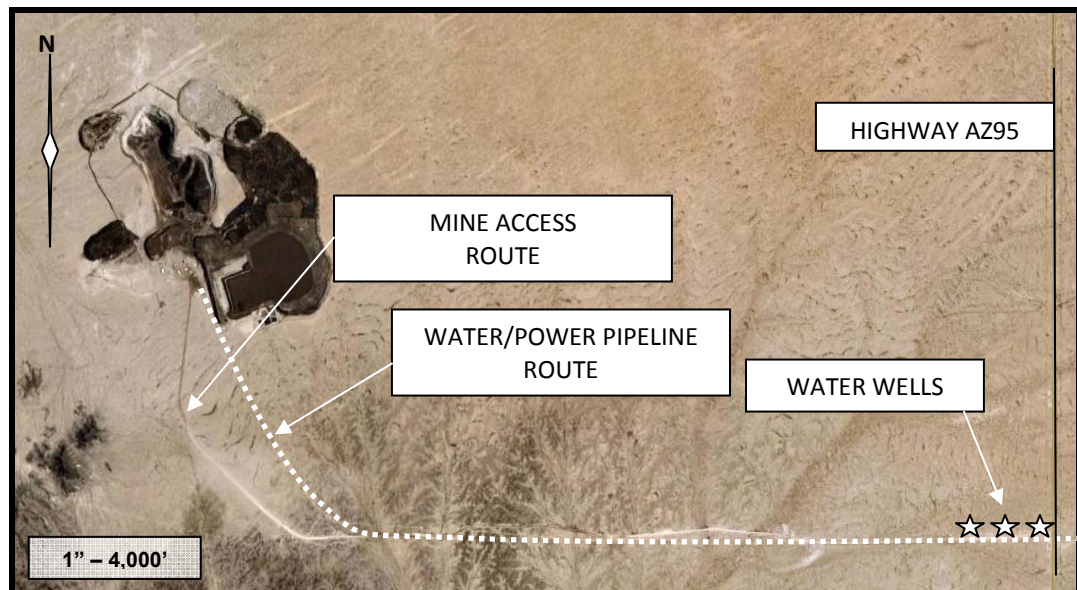 N
HIGHWAY AZ95
MINE ACCESS
ROUTE
WATER/POWER PIPELINE
ROUTE
WATER WELLS
1” – 4,000’